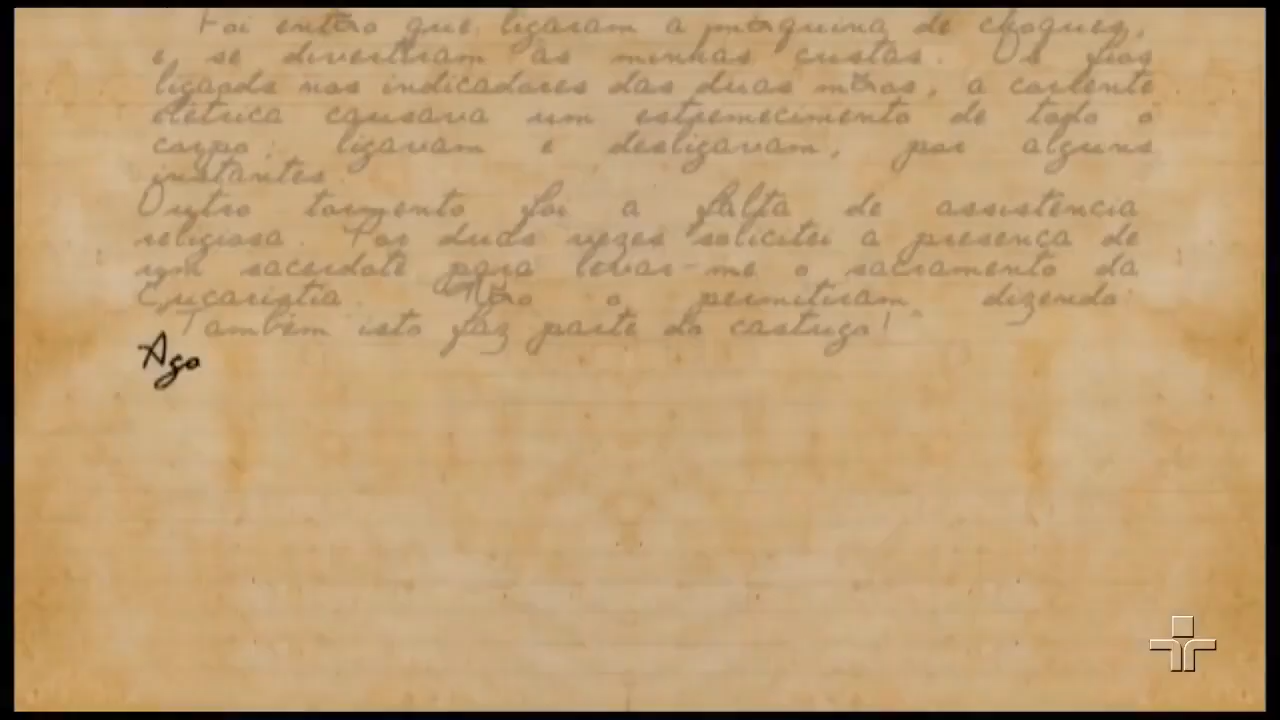 Foi então que ligaram a máquina de choques,
e se divertiram às minhas custas. Os fios
ligados nos indicadores das duas mãos, a corrente
elétrica causava um estremecimento de todo o
corpo; ligavam e desligavam, por alguns
instantes.
Outro tormento foi a falta de assistência
religiosa. Por duas vezes solicitei a presença de
um sacerdote para levar-me o sacramento da
Eucaristia. Não o permitiram dizendo:
"Também isto faz parte do castigo!"
Ago